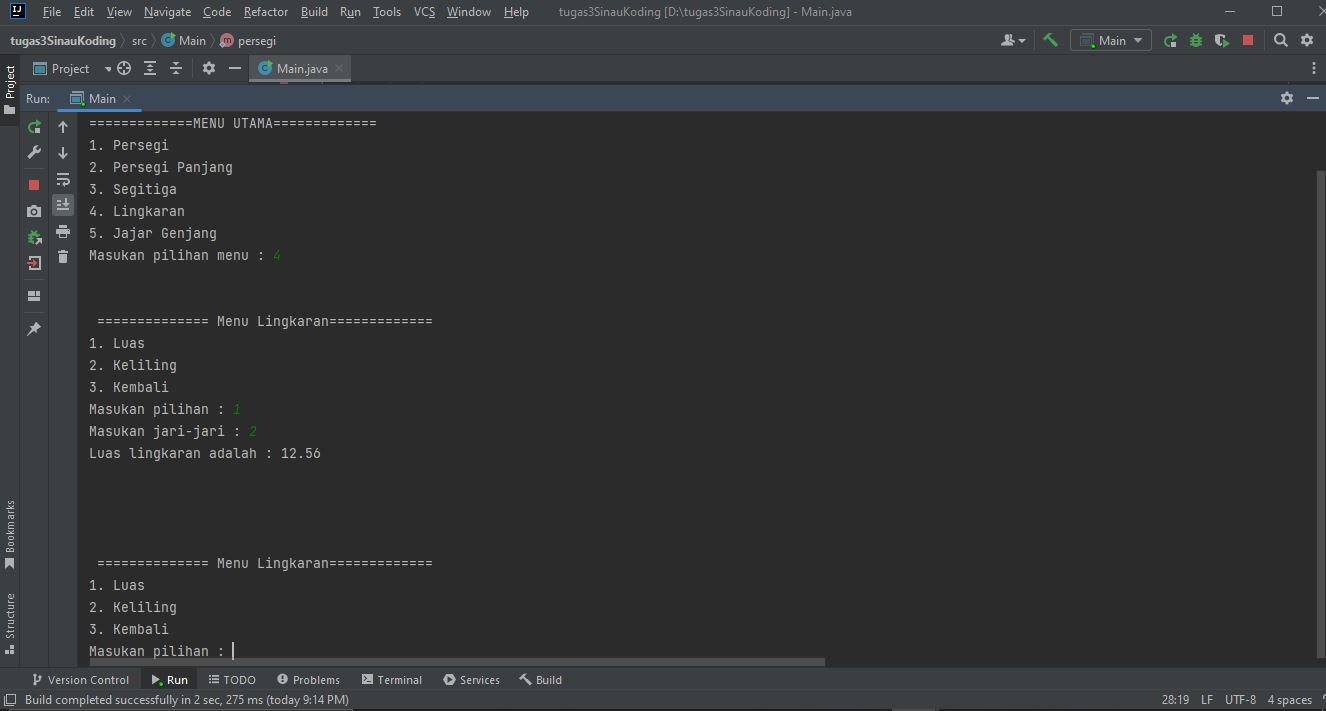 File Edit View Navigate Code Refactor Build Run Tools VCS Window Help tugas3SinauKoding [D:\tugas3SinauKoding] - Main.java
tugas3SinauKoding src Main persegi Main
Project Main.java
Run: Main
=============MENU UTAMA=============
1. Persegi
2. Persegi Panjang
3. Segitiga
4. Lingkaran
5. Jajar Genjang
Masukan pilihan menu : 4
============== Menu Lingkaran=============
1. Luas
2. Keliling
3. Kembali
Masukan pilihan : 1
Masukan jari-jari : 2
Luas lingkaran adalah : 12.56
============== Menu Lingkaran=============
1. Luas
2. Keliling
3. Kembali
Masukan pilihan :
Project
Bookmarks
Structure
Version Control Run TODO Problems Terminal Services Build
Build completed successfully in 2 sec, 275 ms (today 9:14 PM) 28:19 LF UTF-8 4 spaces